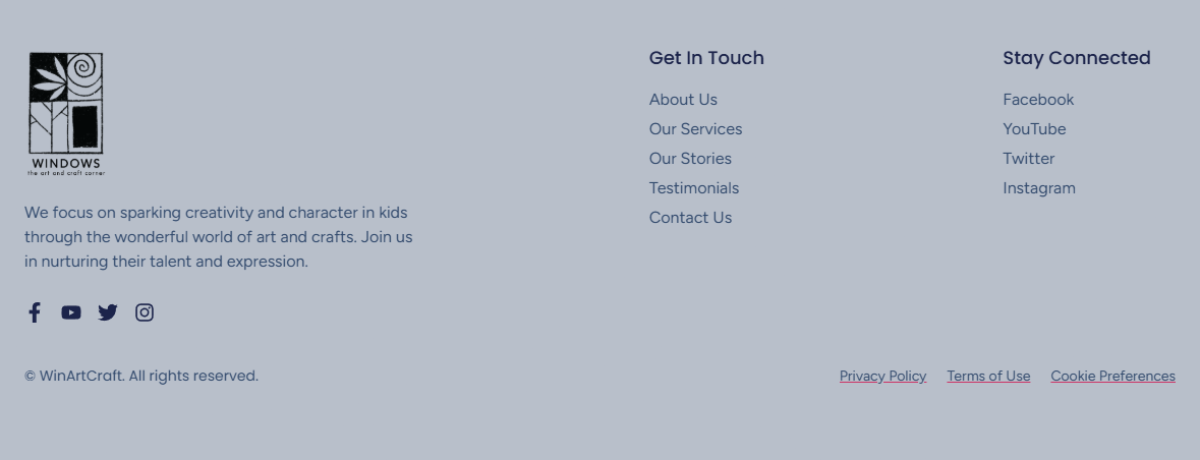 WINDOWS
the art and craft corner
We focus on sparking creativity and character in kids
through the wonderful world of art and crafts. Join us
in nurturing their talent and expression.
Get In Touch
About Us
Our Services
Our Stories
Testimonials
Contact Us
Stay Connected
Facebook
YouTube
Twitter
Instagram
© WinArtCraft. All rights reserved.
Privacy Policy Terms of Use Cookie Preferences